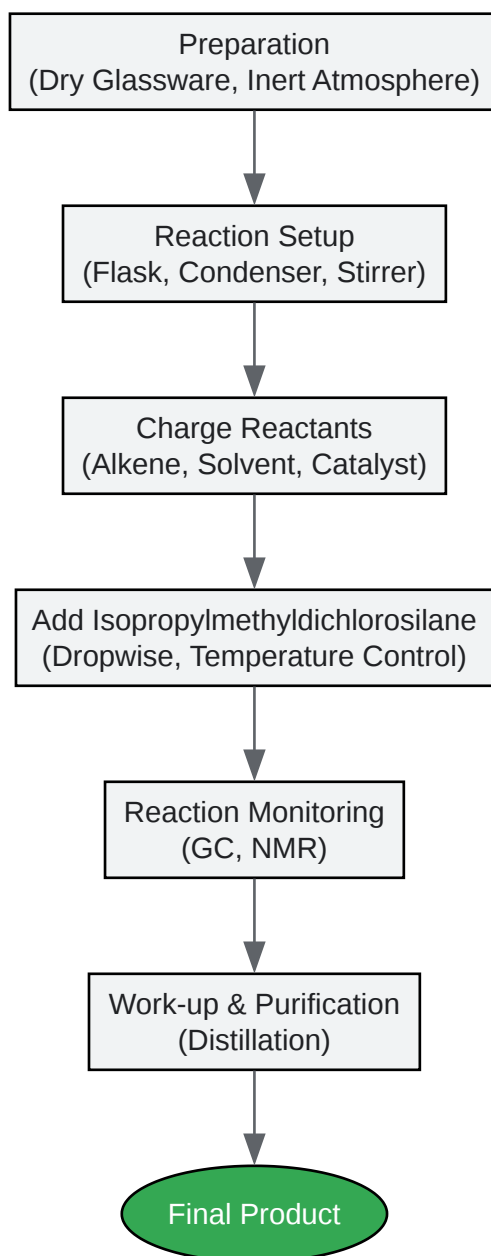 Preparation
(Dry Glassware, Inert Atmosphere)
Reaction Setup
(Flask, Condenser, Stirrer)
Charge Reactants
(Alkene, Solvent, Catalyst)
Add Isopropylmethyldichlorosilane
(Dropwise, Temperature Control)
Reaction Monitoring
(GC, NMR)
Work-up & Purification
(Distillation)
Final Product